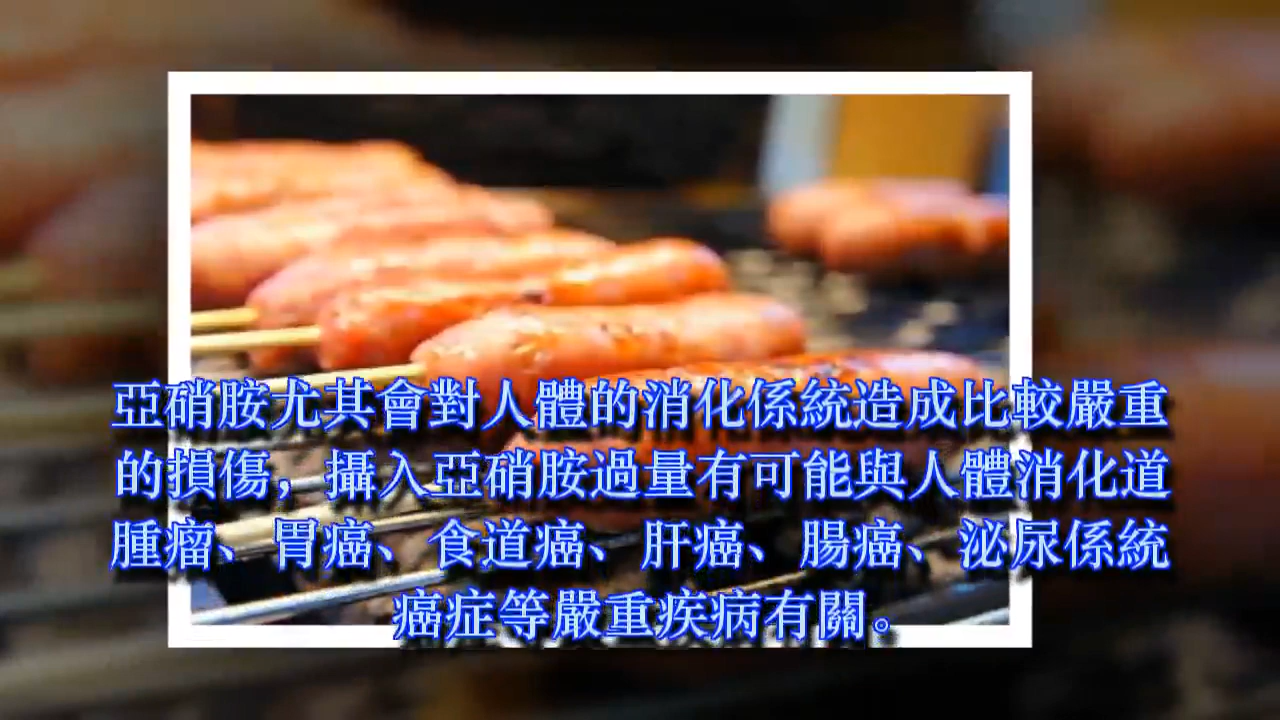 亞硝胺尤其會對人體的消化係統造成比較嚴重
的損傷，攝入亞硝胺過量有可能與人體消化道
腫瘤、胃癌、食道癌、肝癌、腸癌、泌尿係統
癌症等嚴重疾病有關。